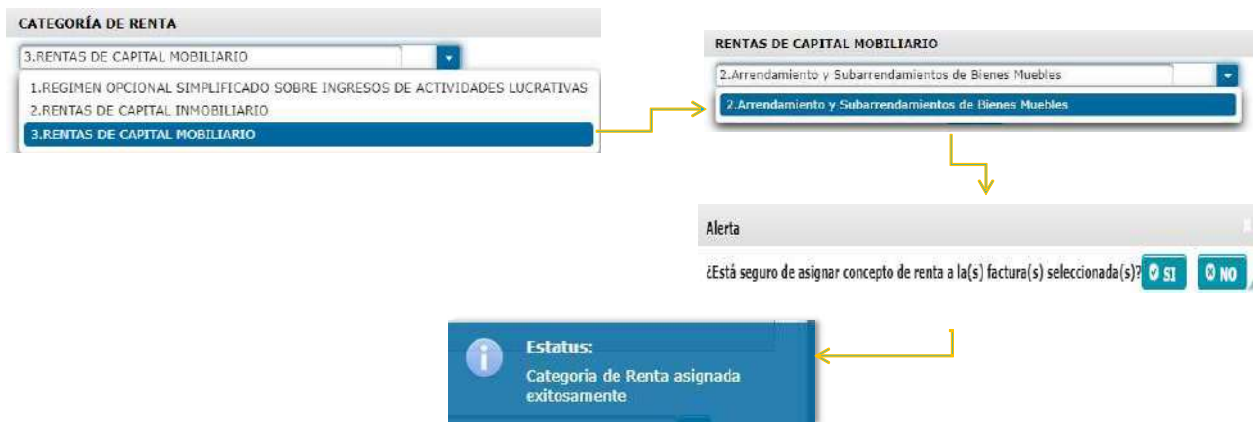 CATEGORÍA DE RENTA
3.RENTAS DE CAPITAL MOBILIARIO
1.REGIMEN OPCIONAL SIMPLIFICADO SOBRE INGRESOS DE ACTIVIDADES LUCRATIVAS
2.RENTAS DE CAPITAL INMOBILIARIO
3.RENTAS DE CAPITAL MOBILIARIO
RENTAS DE CAPITAL MOBILIARIO
2.Arrendamiento y Subarrendamientos de Bienes Muebles
2.Arrendamiento y Subarrendamientos de Bienes Muebles
Alerta
¿Está seguro de asignar concepto de renta a la(s) factura(s) seleccionada(s)? SI NO
Estatus:
Categoria de Renta asignada
exitosamente